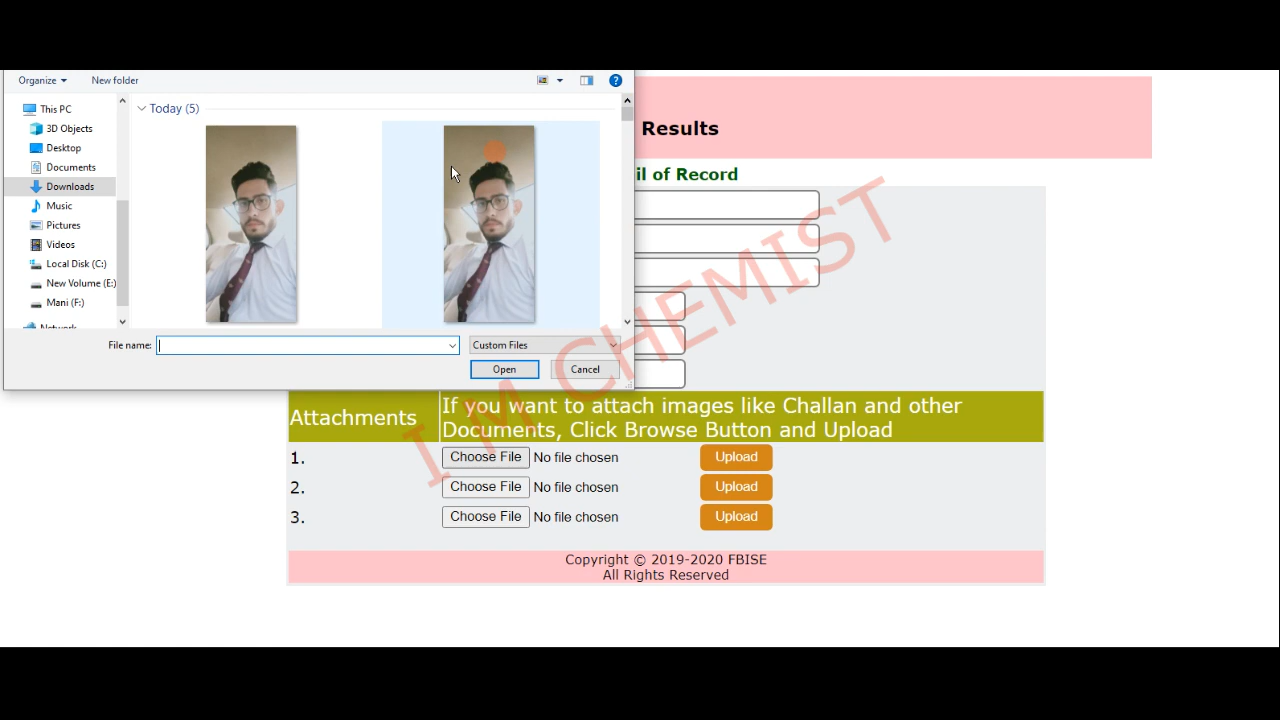 Organize
New folder
This PC
3D Objects
Desktop
Documents
Downloads
Music
Pictures
Videos
Local Disk (C:)
New Volume (E:)
Mani (F:)
Network
Today (5)
File name:
Custom Files
Open
Cancel
Results
il of Record
I M CHEMIST
Attachments
If you want to attach images like Challan and other
Documents, Click Browse Button and Upload
1. Choose File No file chosen Upload
2. Choose File No file chosen Upload
3. Choose File No file chosen Upload
Copyright © 2019-2020 FBISE
All Rights Reserved